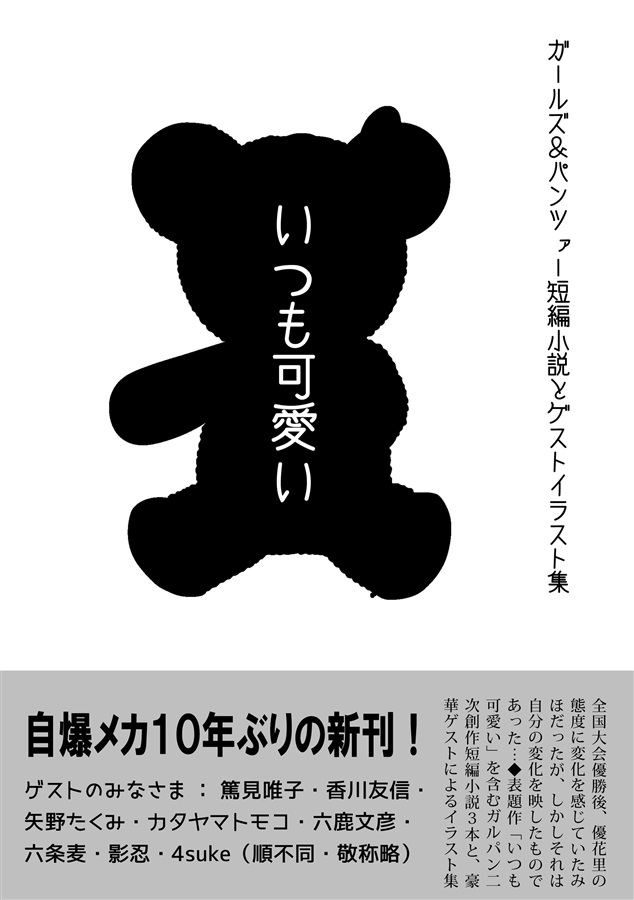 ガールズ&パンツァー短編小説とゲストイラスト集
いつも可愛い
自爆メカ10年ぶりの新刊！
ゲストのみなさま：篤見唯子・香川友信・
矢野たくみ・カタヤマトモコ・六鹿文彦・
六条麦・影忍・4suke（順不同・敬称略）
全国大会優勝後、優花里の
態度に変化を感じていたみ
ほだったが、しかしそれは
自分の変化を映したもので
あった…◆表題作「いつも
可愛い」を含むガルパン二
次創作短編小説3本と、豪
華ゲストによるイラスト集